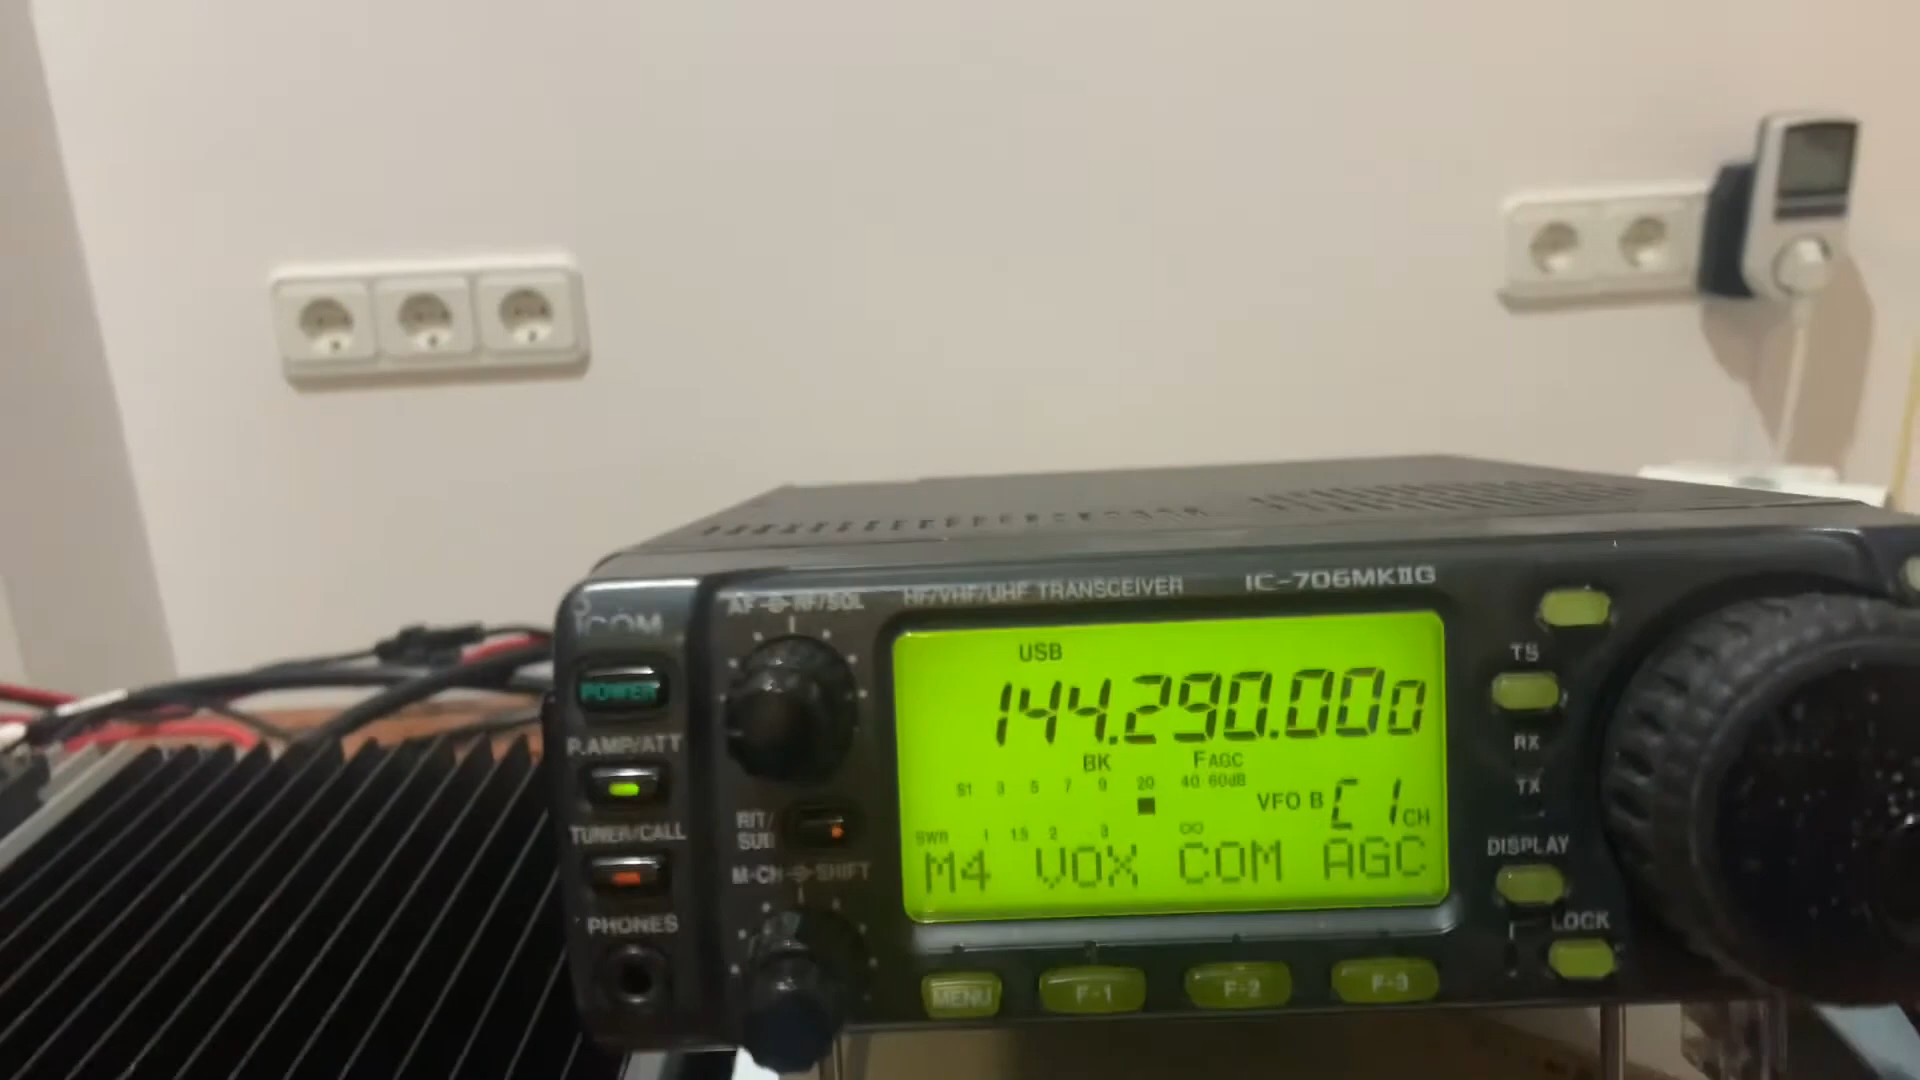 ICOM
AF RF/SQL
HF/VHF/UHF TRANSCEIVER
IC-706MKIIG
POWER
P.AMP/ATT
TUNER/CALL
PHONES
RIT/
SUB
M-CH SHIFT
USB
144.290.000
BK FAGC
S1 3 5 7 9 20 40 60dB
VFO B C1 CH
SWR 1 1.5 2 3 ∞
M4 VOX COM AGC
MENU F-1 F-2 F-3
TS
RX
TX
DISPLAY
LOCK